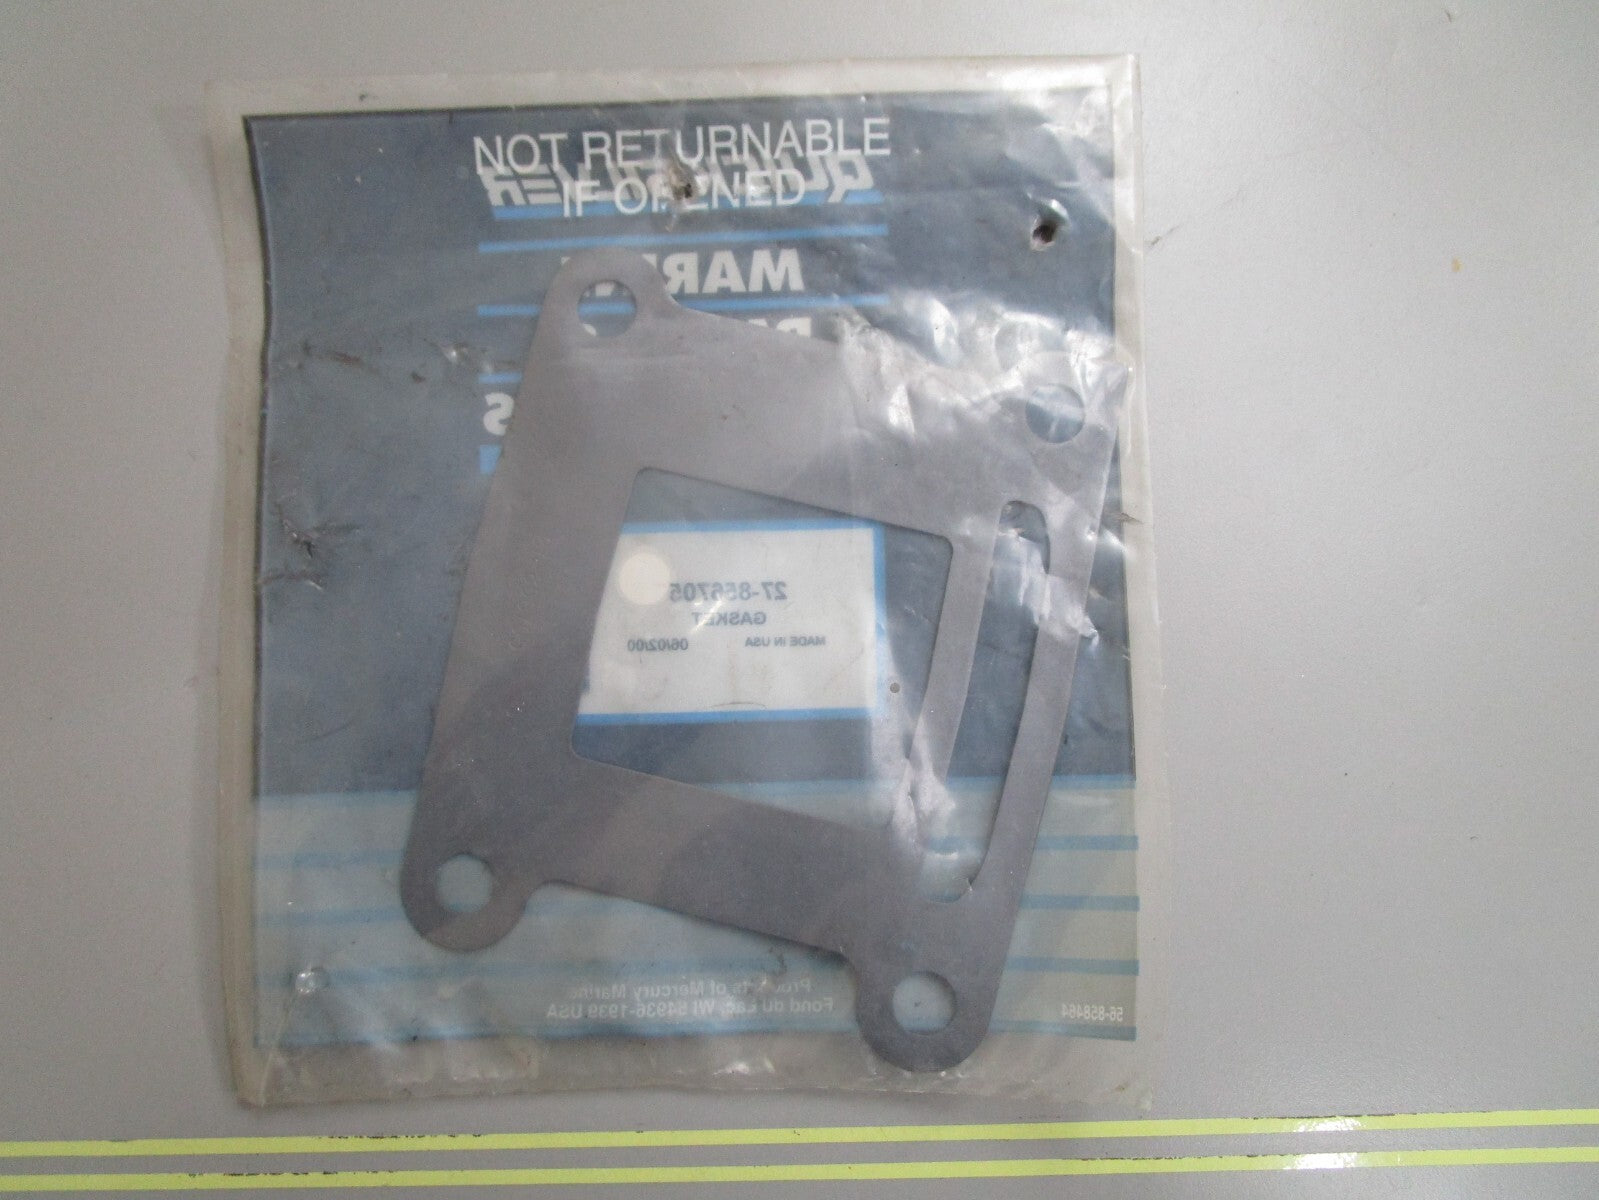 NOT RETURNABLE
IF OPENED
QUICKSILVER
27-856705
GASKET
MADE IN USA 06/02/00
Products of Mercury Marine
Fond du Lac, WI 54936-1939 USA
56-858464